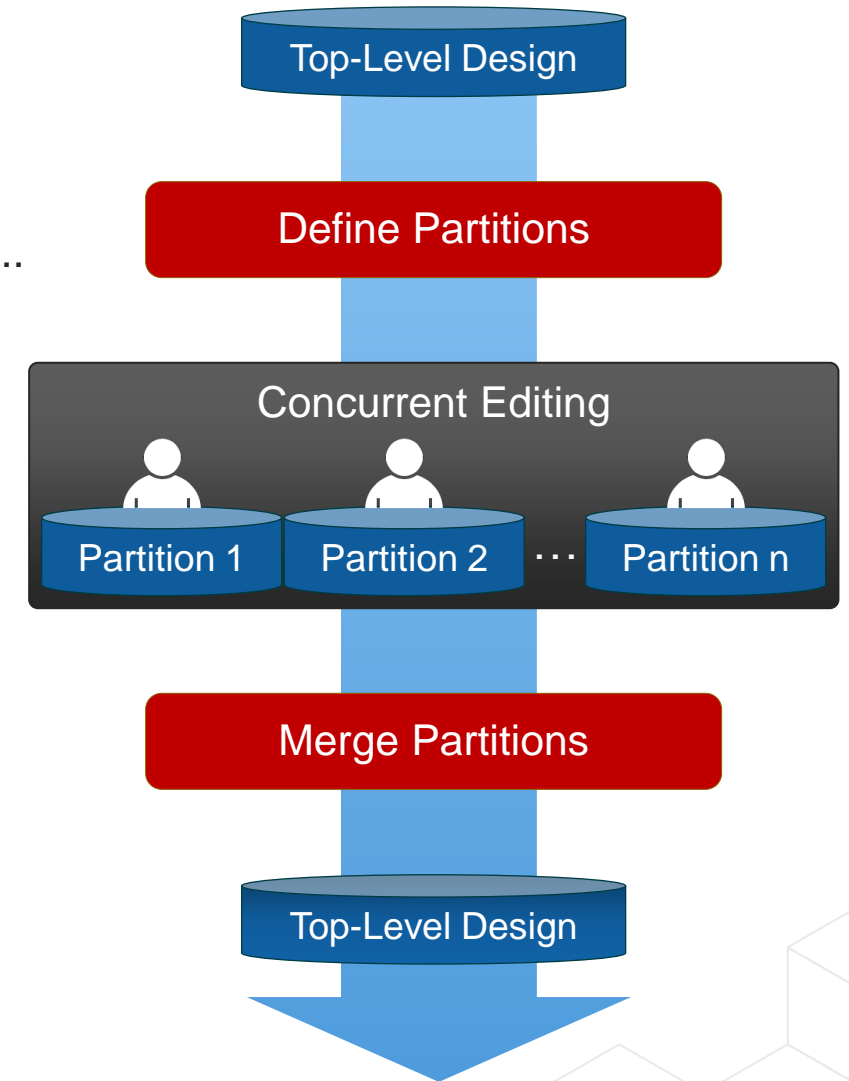 Top-Level Design
Define Partitions
..
Concurrent Editing
Partition 1 Partition 2 ... Partition n
Merge Partitions
Top-Level Design